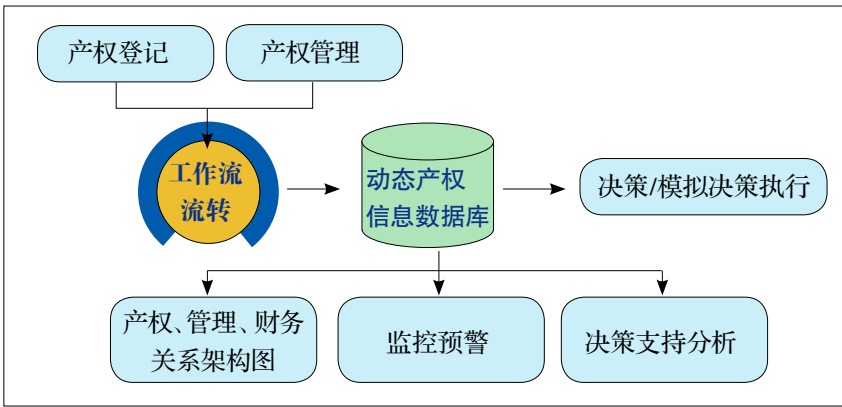 产权登记
产权管理
工作流
流转
动态产权
信息数据库
决策/模拟决策执行
产权、管理、财务
关系架构图
监控预警
决策支持分析